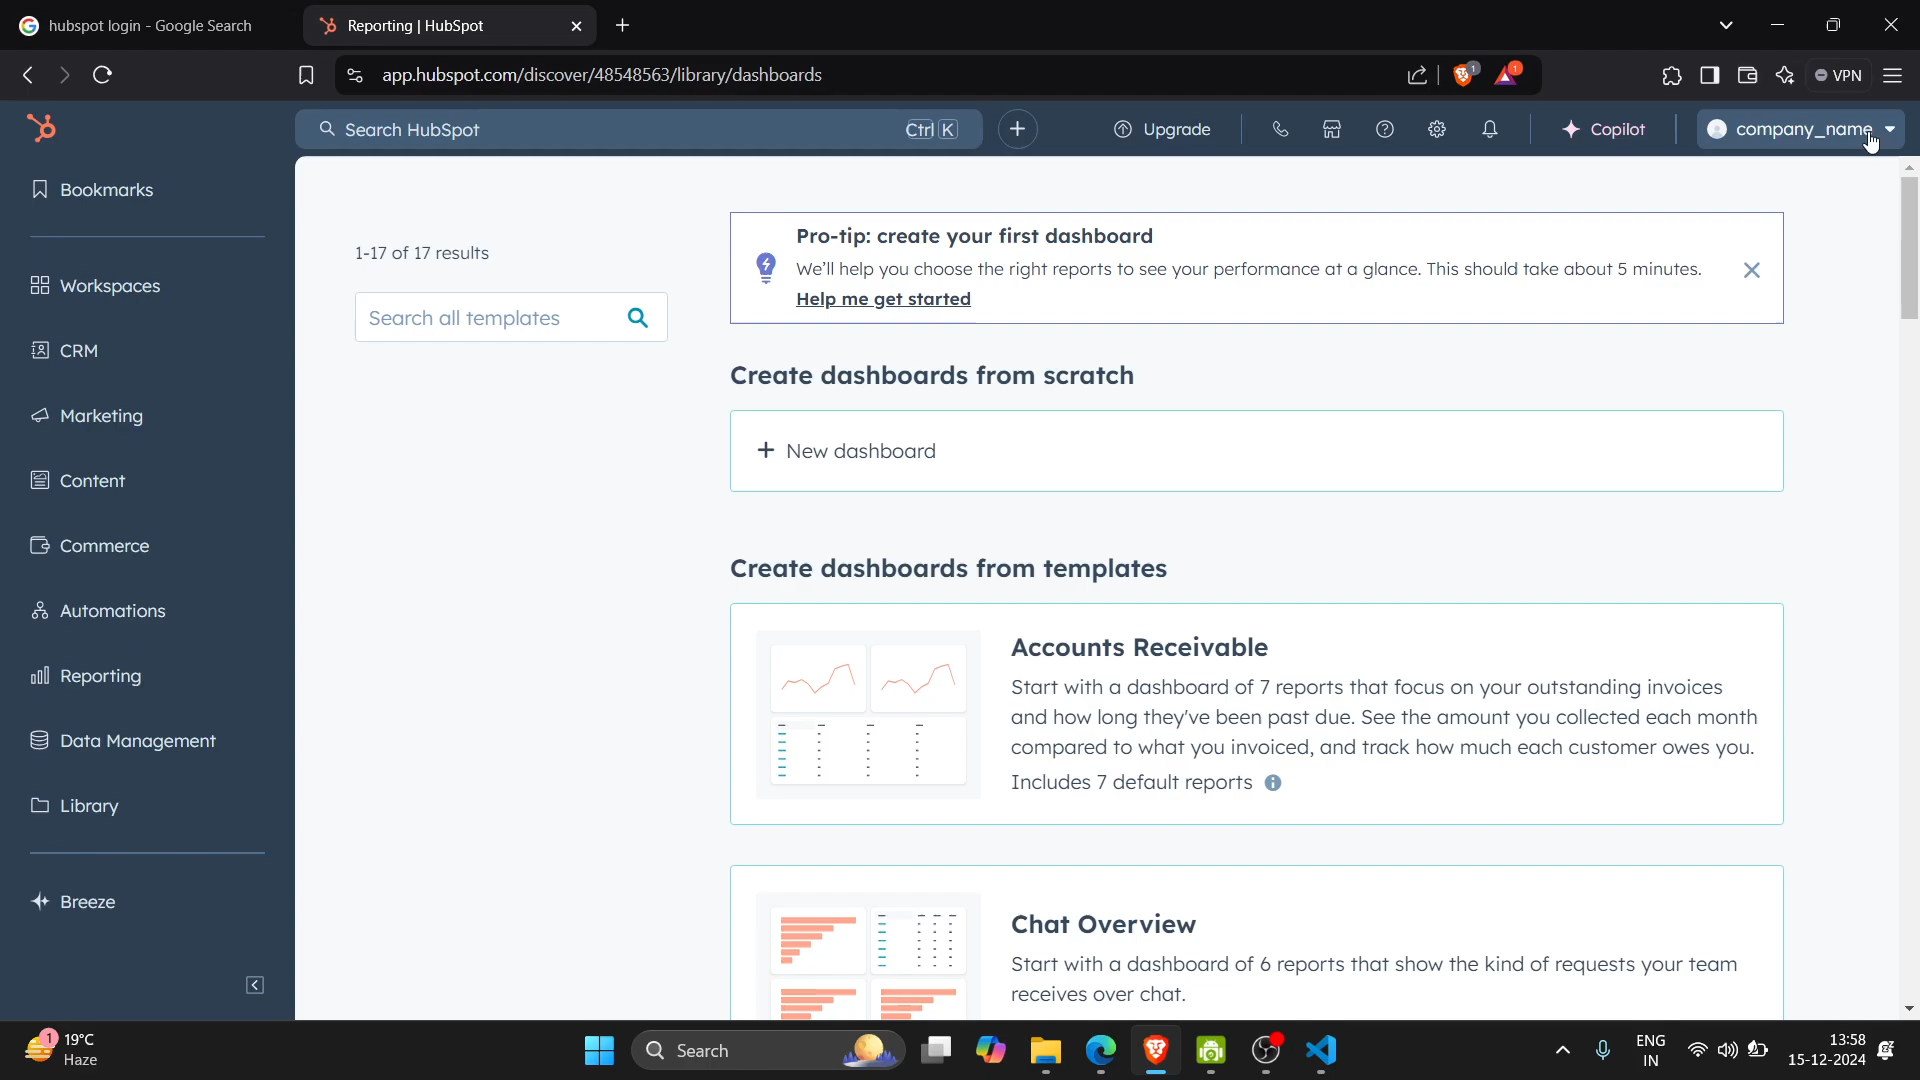 hubspot login - Google Search
Reporting | HubSpot
app.hubspot.com/discover/48548563/library/dashboards
1
1
VPN
Search HubSpot
Ctrl K
Upgrade
Copilot
company_name
Bookmarks
Workspaces
CRM
Marketing
Content
Commerce
Automations
Reporting
Data Management
Library
Breeze
1-17 of 17 results
Search all templates
Pro-tip: create your first dashboard
We'll help you choose the right reports to see your performance at a glance. This should take about 5 minutes.
Help me get started
Create dashboards from scratch
+ New dashboard
Create dashboards from templates
Accounts Receivable
Start with a dashboard of 7 reports that focus on your outstanding invoices
and how long they've been past due. See the amount you collected each month
compared to what you invoiced, and track how much each customer owes you.
Includes 7 default reports
Chat Overview
Start with a dashboard of 6 reports that show the kind of requests your team
receives over chat.
1
19°C
Haze
Search
ENG
IN
13:58
15-12-2024